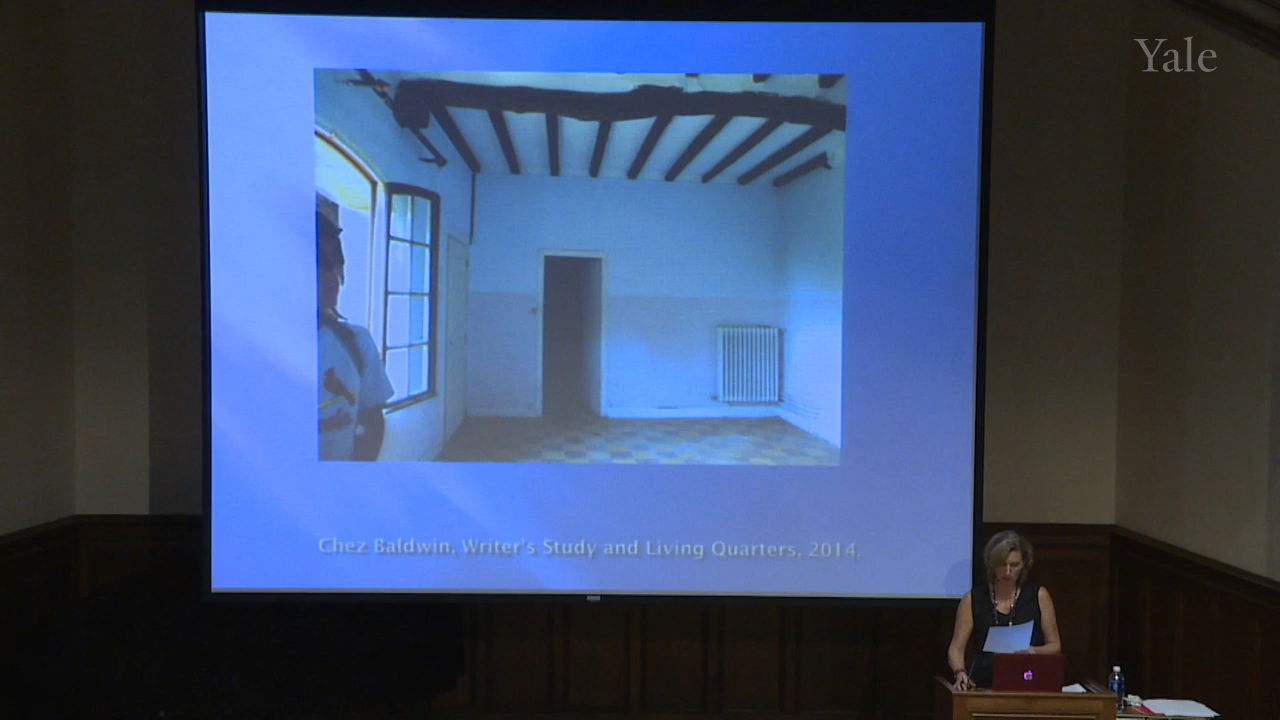 Yale
Chez Baldwin, Writer's Study and Living Quarters, 2014,